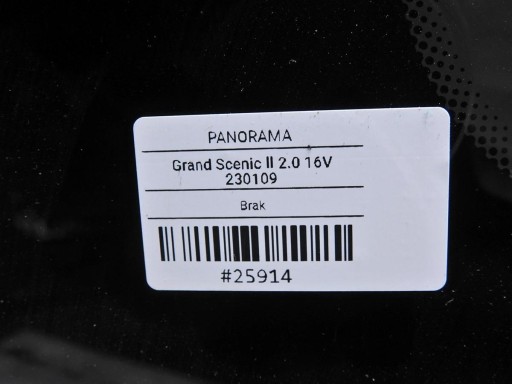 PANORAMA
Grand Scenic II 2.0 16V
230109
Brak
#25914